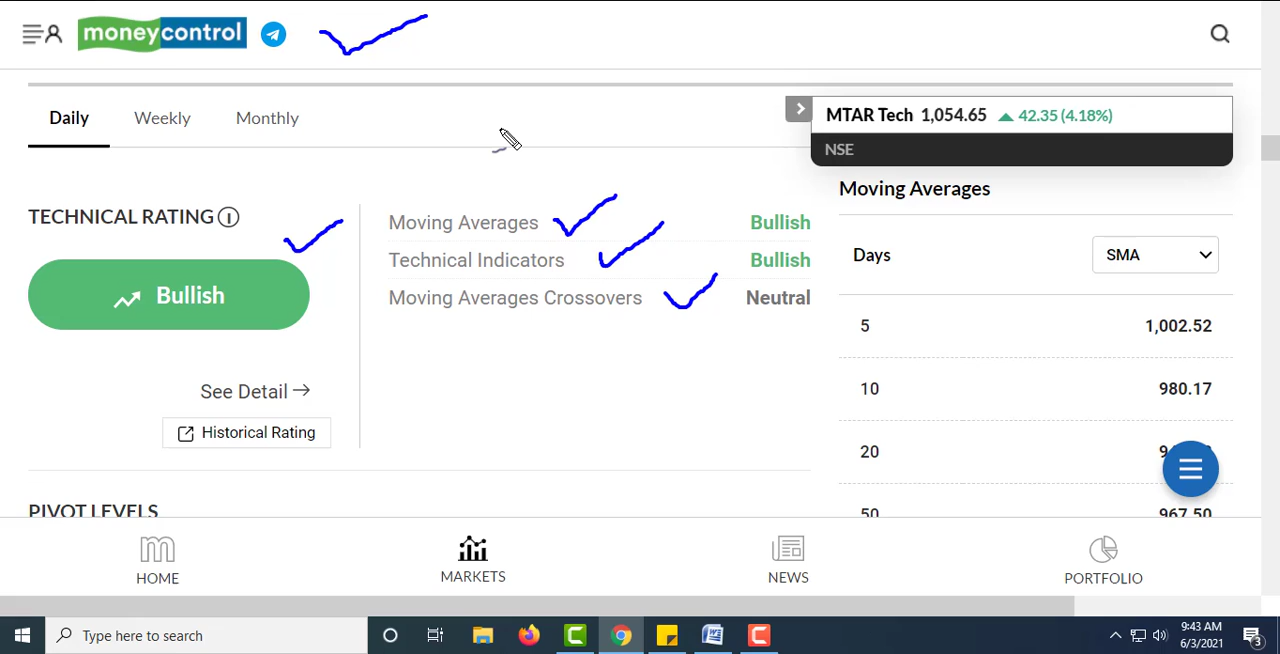 moneycontrol
Daily Weekly Monthly
MTAR Tech 1,054.65 42.35 (4.18%)
NSE
TECHNICAL RATING
Bullish
See Detail
Historical Rating
Moving Averages Bullish
Technical Indicators Bullish
Moving Averages Crossovers Neutral
Moving Averages
Days SMA
5 1,002.52
10 980.17
20
50 967.50
PIVOT LEVELS
HOME MARKETS NEWS PORTFOLIO
Type here to search
9:43 AM
6/3/2021
3